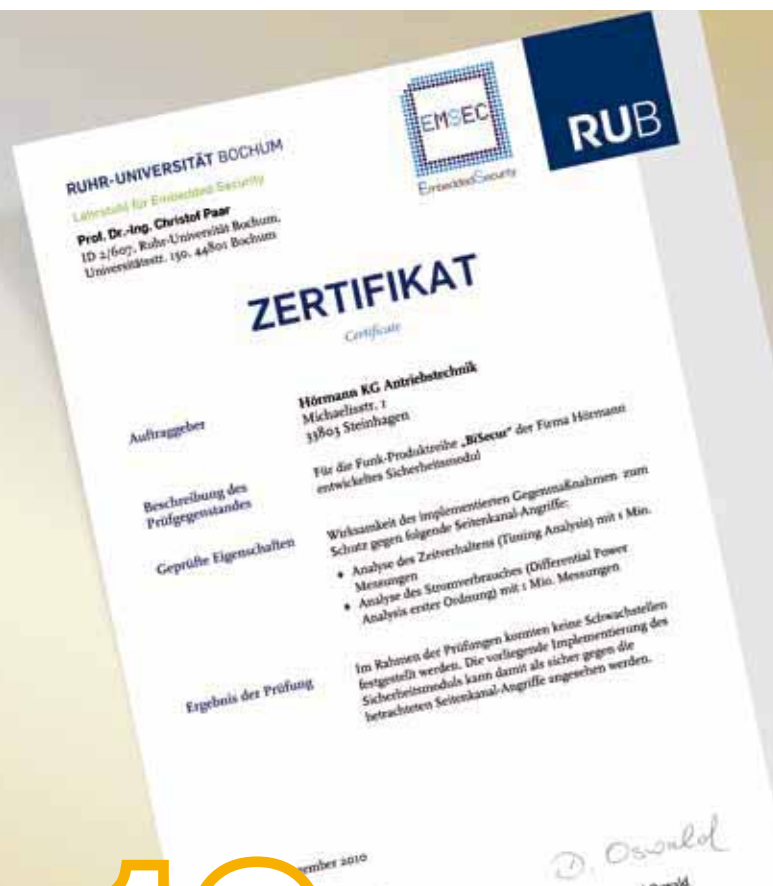 RUHR-UNIVERSITÄT BOCHUM
Lehrstuhl für Embedded Security
Prof. Dr.-Ing. Christof Paar
ID 2/607, Ruhr-Universität Bochum,
Universitätsstr. 150, 44801 Bochum
EMSEC
EmbeddedSecurity
RUB
ZERTIFIKAT
Certificate
Auftraggeber
Hörmann KG Antriebstechnik
Michaelisstr. 1
33803 Steinhagen
Beschreibung des
Prüfgegenstandes
Für die Funk-Produktreihe „BiSecur" der Firma Hörmann
entwickeltes Sicherheitsmodul
Geprüfte Eigenschaften
Wirksamkeit der implementierten Gegenmaßnahmen zum
Schutz gegen folgende Seitenkanal-Angriffe:
• Analyse des Zeitverhaltens (Timing Analysis) mit 1 Mio.
Messungen
• Analyse des Stromverbrauches (Differential Power
Analysis erster Ordnung) mit 1 Mio. Messungen
Ergebnis der Prüfung
Im Rahmen der Prüfungen konnten keine Schwachstellen
festgestellt werden. Die vorliegende Implementierung des
Sicherheitsmoduls kann damit als sicher gegen die
betrachteten Seitenkanal-Angriffe angesehen werden.
2010
D. Oswald